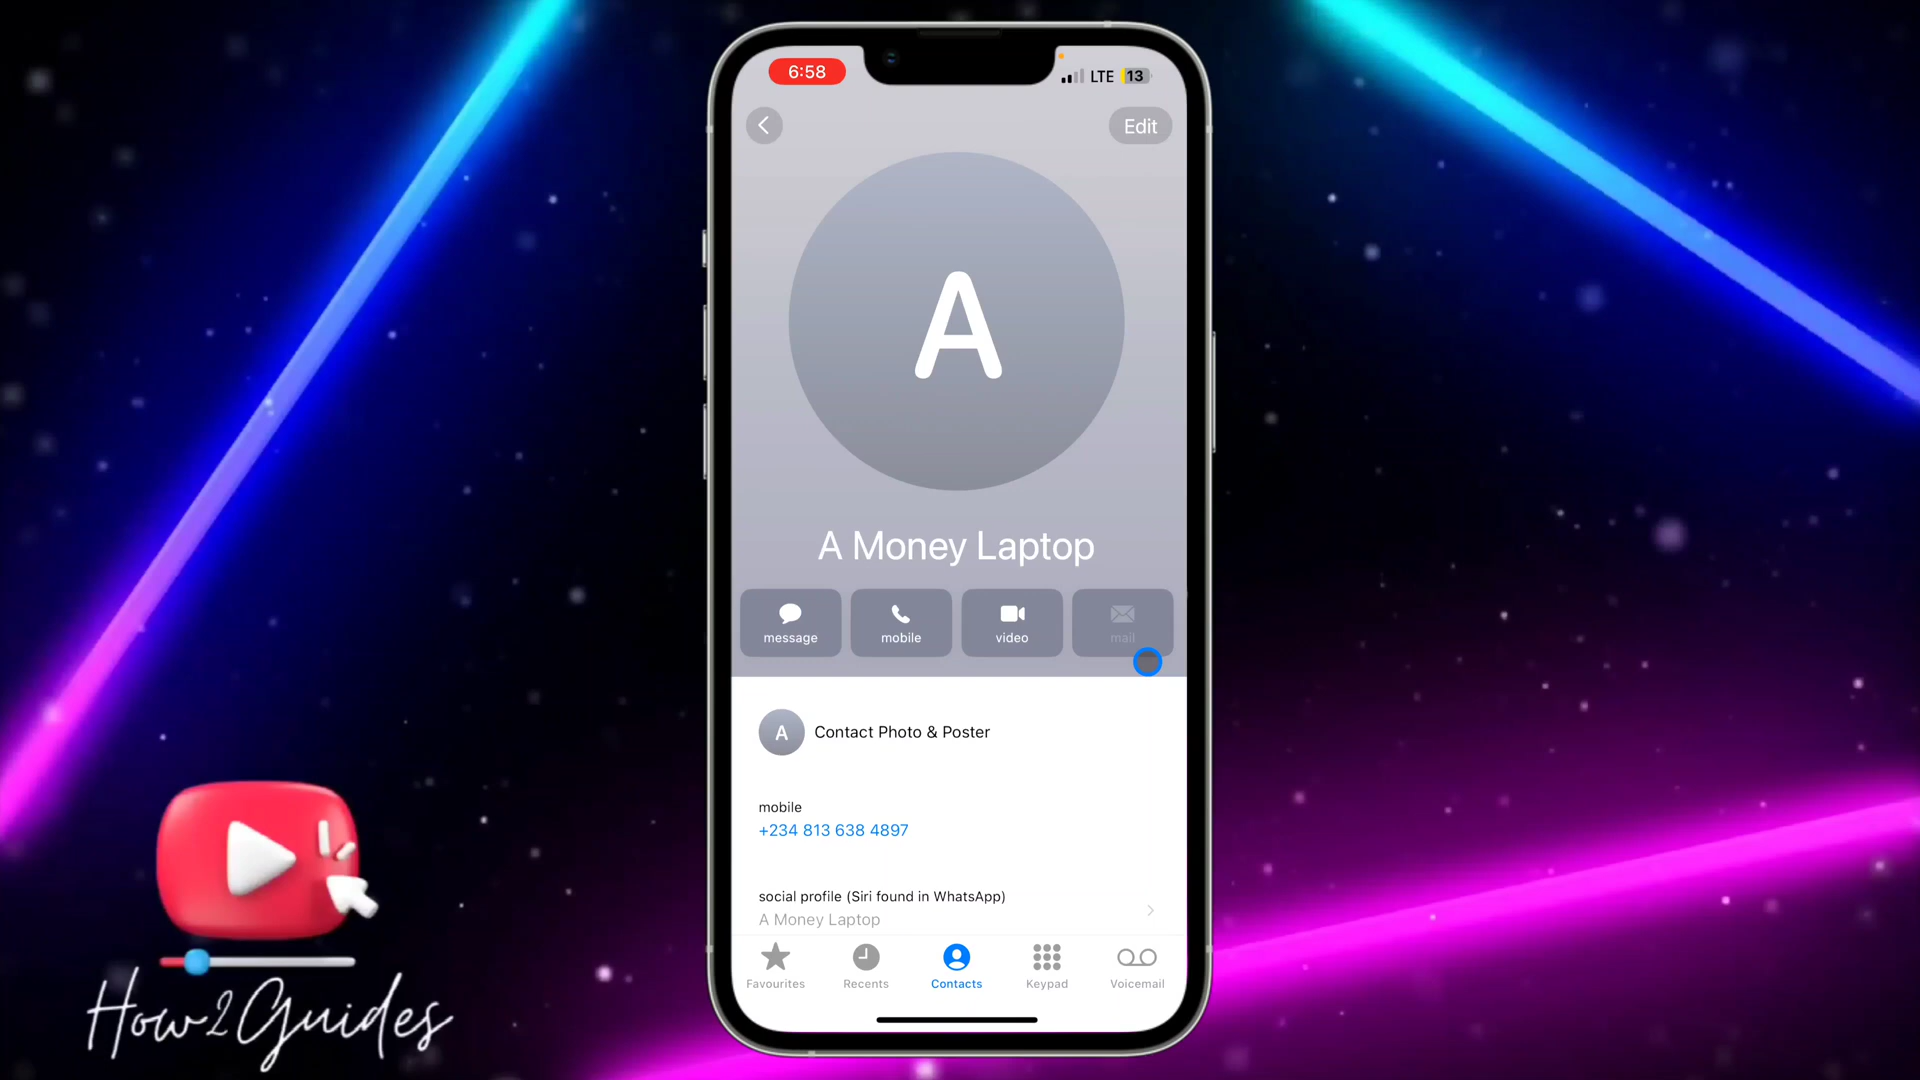 6:58
LTE 13
Edit
A
A Money Laptop
message mobile video mail
A Contact Photo & Poster
mobile
+234 813 638 4897
social profile (Siri found in WhatsApp)
A Money Laptop
Favourites Recents Contacts Keypad Voicemail
How2Guides